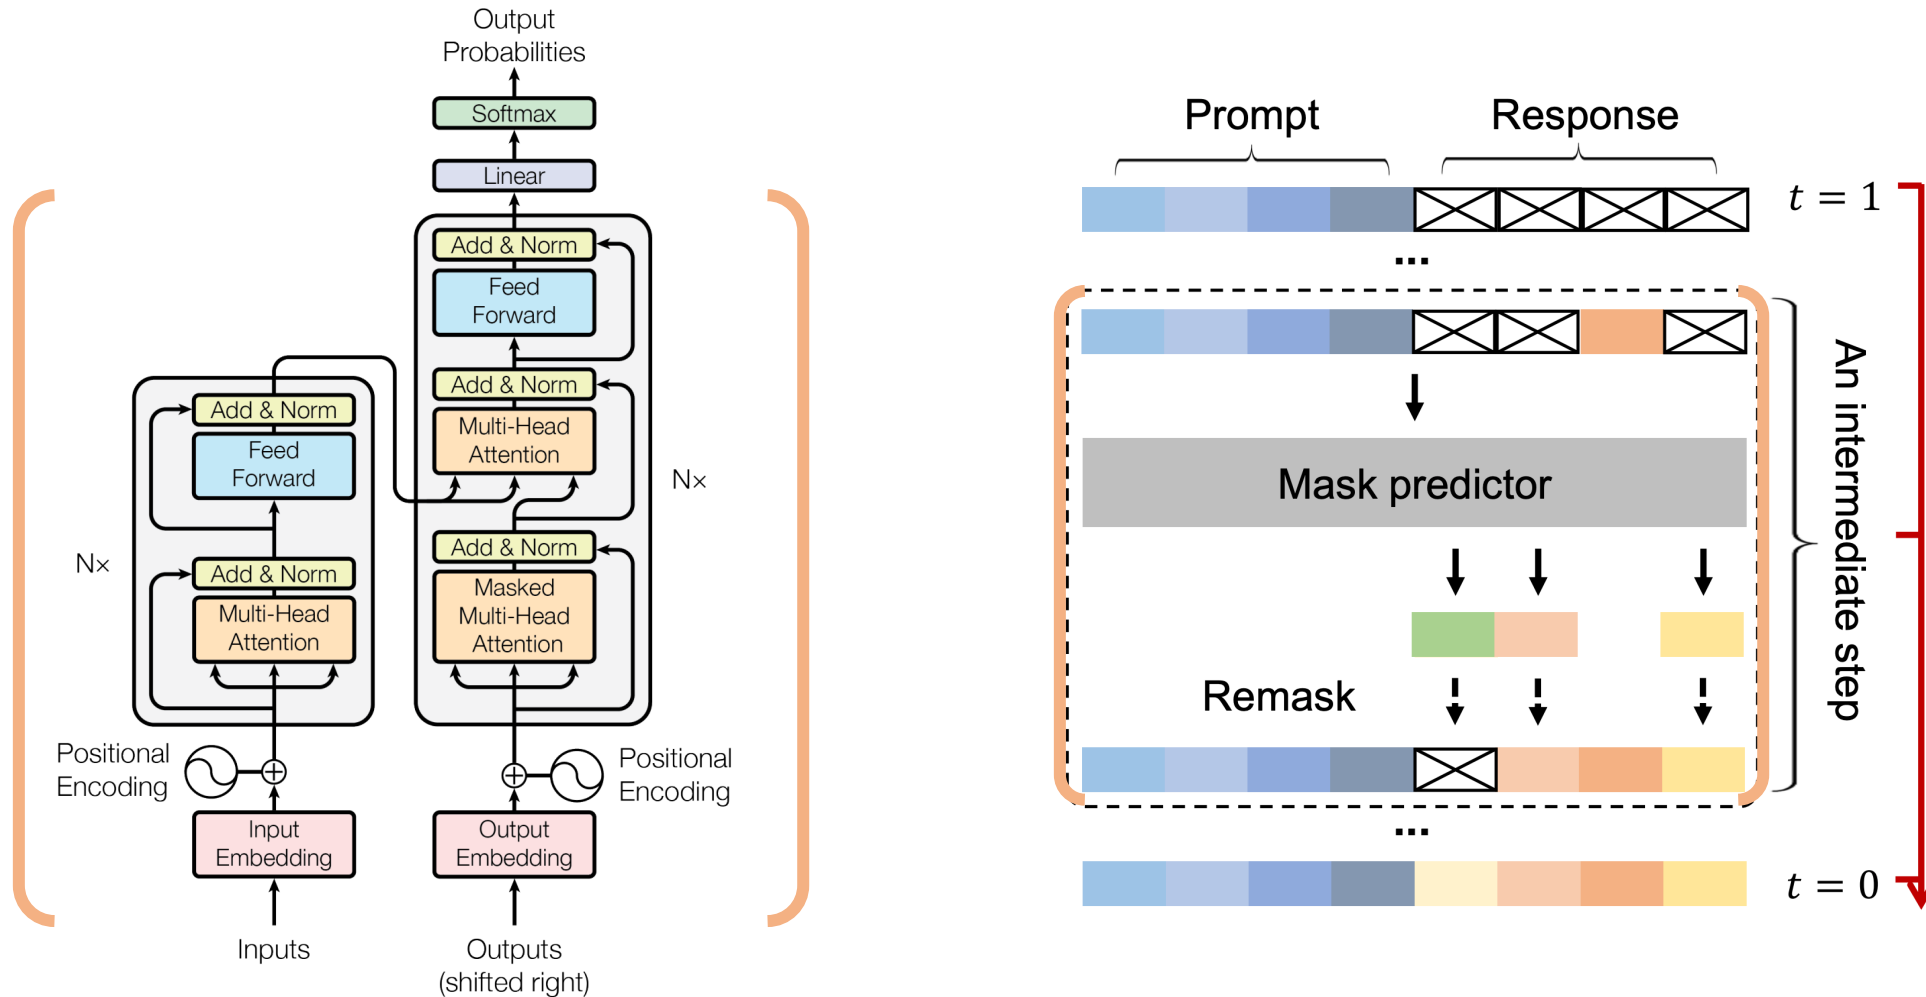 Output
Probabilities
Softmax
Linear
Add & Norm
Feed
Forward
Add & Norm
Multi-Head
Attention
Add & Norm
Masked
Multi-Head
Attention
N×
Add & Norm
Feed
Forward
Add & Norm
Multi-Head
Attention
N×
Positional
Encoding
Positional
Encoding
Input
Embedding
Output
Embedding
Inputs
Outputs
(shifted right)
Prompt
Response
t = 1
...
Mask predictor
Remask
An intermediate step
...
t = 0